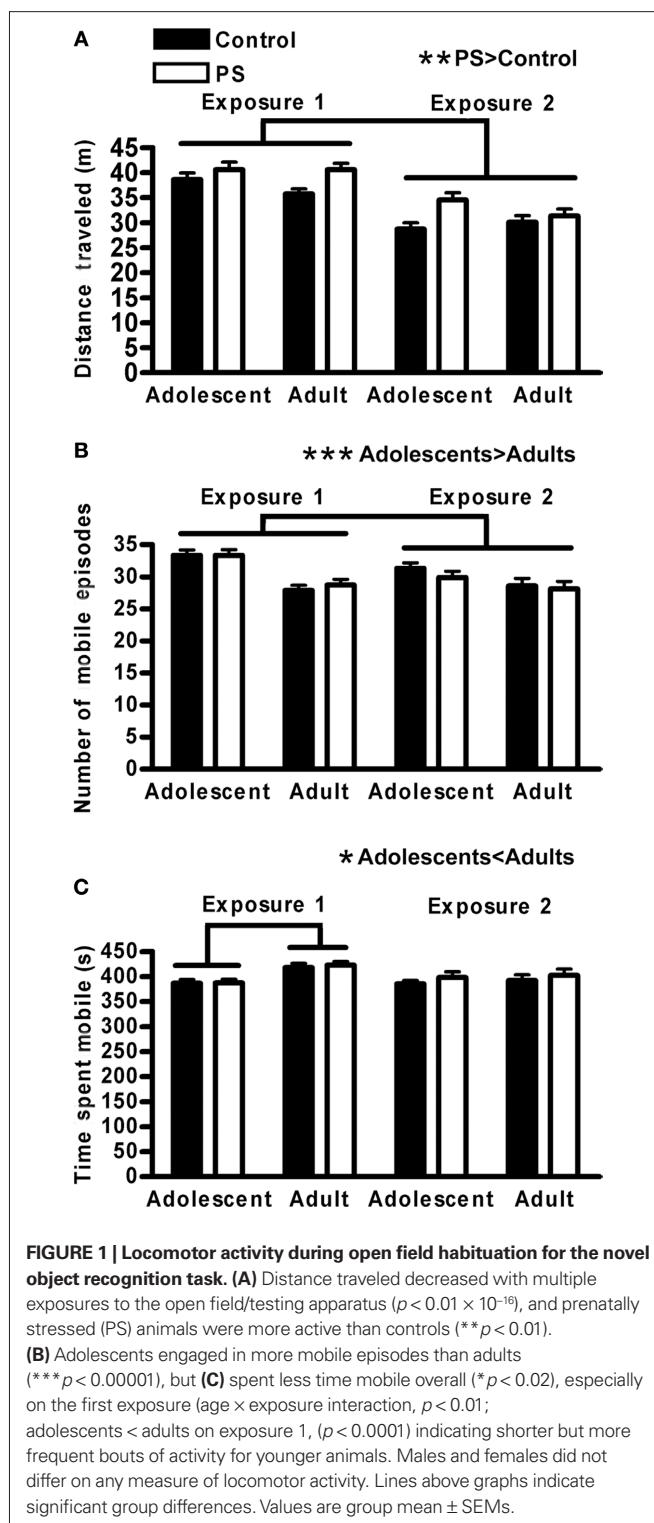 A
Control
PS
**PS>Control
Exposure 1
Exposure 2
Distance traveled (m)
45
40
35
30
25
20
15
10
5
0
Adolescent Adult Adolescent Adult
B
*** Adolescents>Adults
Exposure 1
Exposure 2
Number of mobile episodes
35
30
25
20
15
10
5
0
Adolescent Adult Adolescent Adult
* Adolescents<Adults
C
Exposure 1
Exposure 2
Time spent mobile (s)
450
400
350
300
250
200
150
100
50
0
Adolescent Adult Adolescent Adult
FIGURE 1 | Locomotor activity during open field habituation for the novel
object recognition task. (A) Distance traveled decreased with multiple
exposures to the open field/testing apparatus (p < 0.01 × 10⁻¹⁶), and prenatally
stressed (PS) animals were more active than controls (**p < 0.01).
(B) Adolescents engaged in more mobile episodes than adults
(***p < 0.00001), but (C) spent less time mobile overall (*p < 0.02), especially
on the first exposure (age × exposure interaction, p < 0.01;
adolescents < adults on exposure 1, (p < 0.0001) indicating shorter but more
frequent bouts of activity for younger animals. Males and females did not
differ on any measure of locomotor activity. Lines above graphs indicate
significant group differences. Values are group mean ± SEMs.